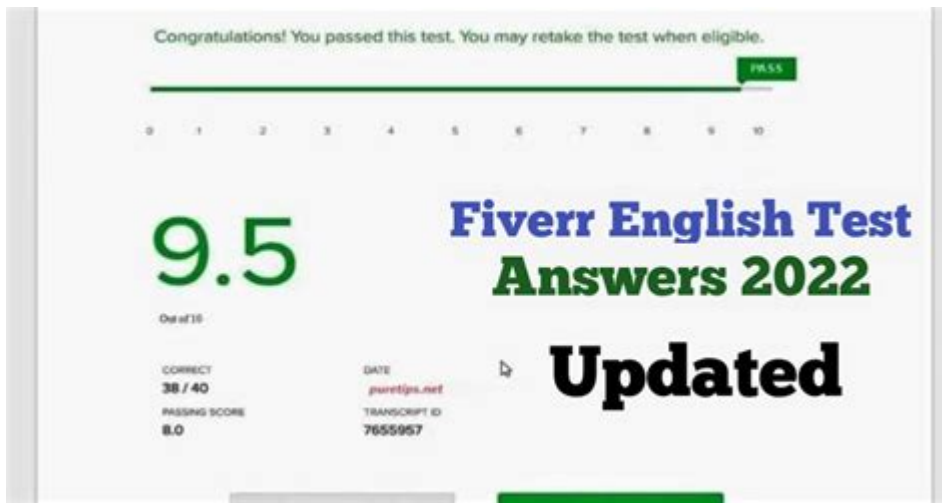 Congratulations! You passed this test. You may retake the test when eligible.
PASS
0 1 2 3 4 5 6 7 8 9 10
9.5
Out of 10
Fiverr English Test
Answers 2022
Updated
CORRECT
38 / 40
DATE
puretips.net
PASSING SCORE
8.0
TRANSCRIPT ID
7655957